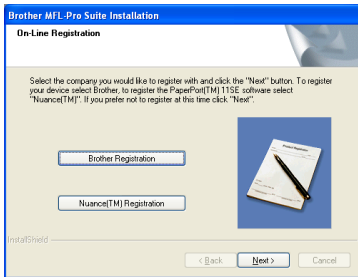 Brother MFL-Pro Suite Installation
On-Line Registration
Select the company you would like to register with and click the "Next" button. To register
your device select Brother, to register the PaperPort(TM) 11SE software select
"Nuance(TM)". If you prefer not to register at this time click "Next".
Product Registration
Brother Registration
Nuance(TM) Registration
InstallShield
< Back
Next >
Cancel